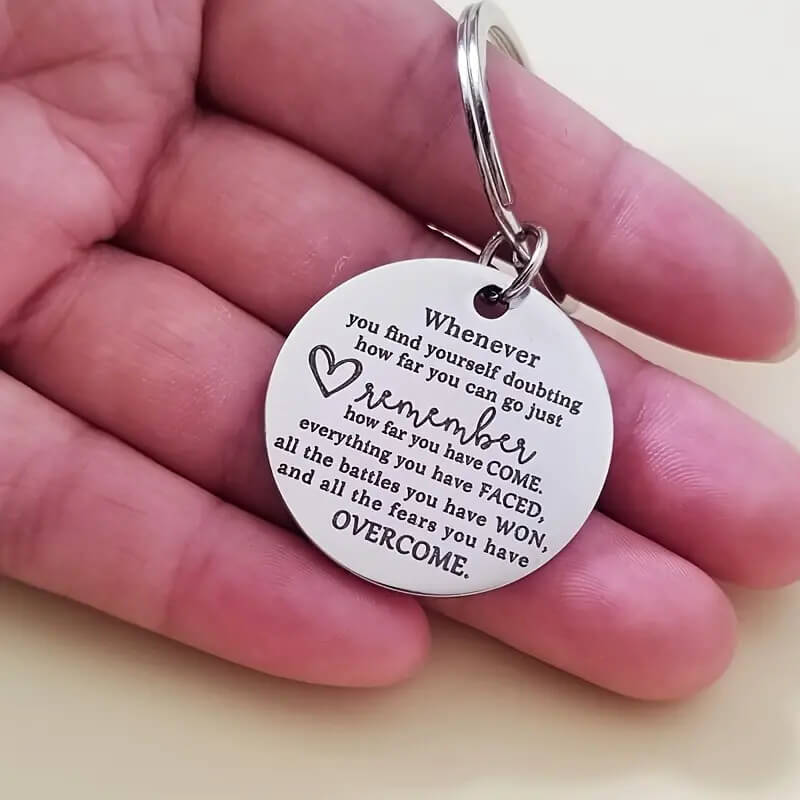 Whenever
you find yourself doubting
how far you can go just
remember
how far you have COME.
everything you have FACED,
all the battles you have WON,
and all the fears you have
OVERCOME.